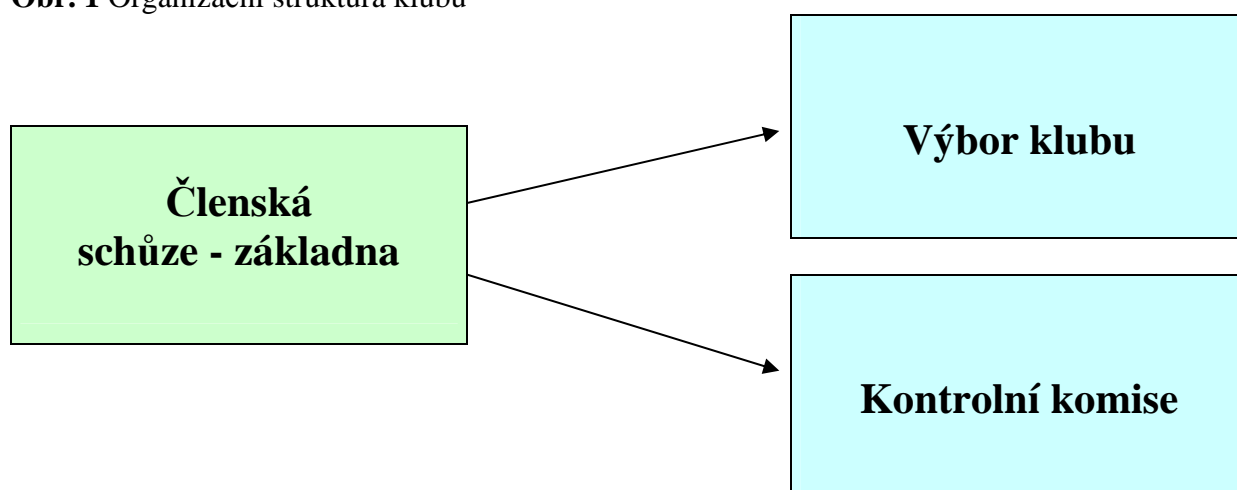 Obr. 1 Organizační struktura klubu
Výbor klubu
Členská
schůze - základna
Kontrolní komise